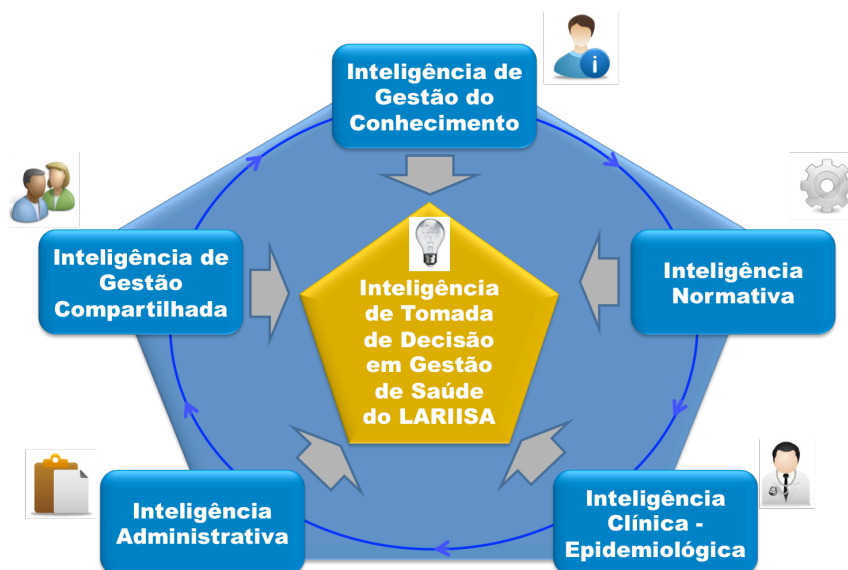 Inteligência de
Gestão do
Conhecimento
Inteligência de
Gestão
Compartilhada
Inteligência
Normativa
Inteligência
de Tomada
de Decisão
em Gestão
de Saúde
do LARIISA
Inteligência
Administrativa
Inteligência
Clínica -
Epidemiológica